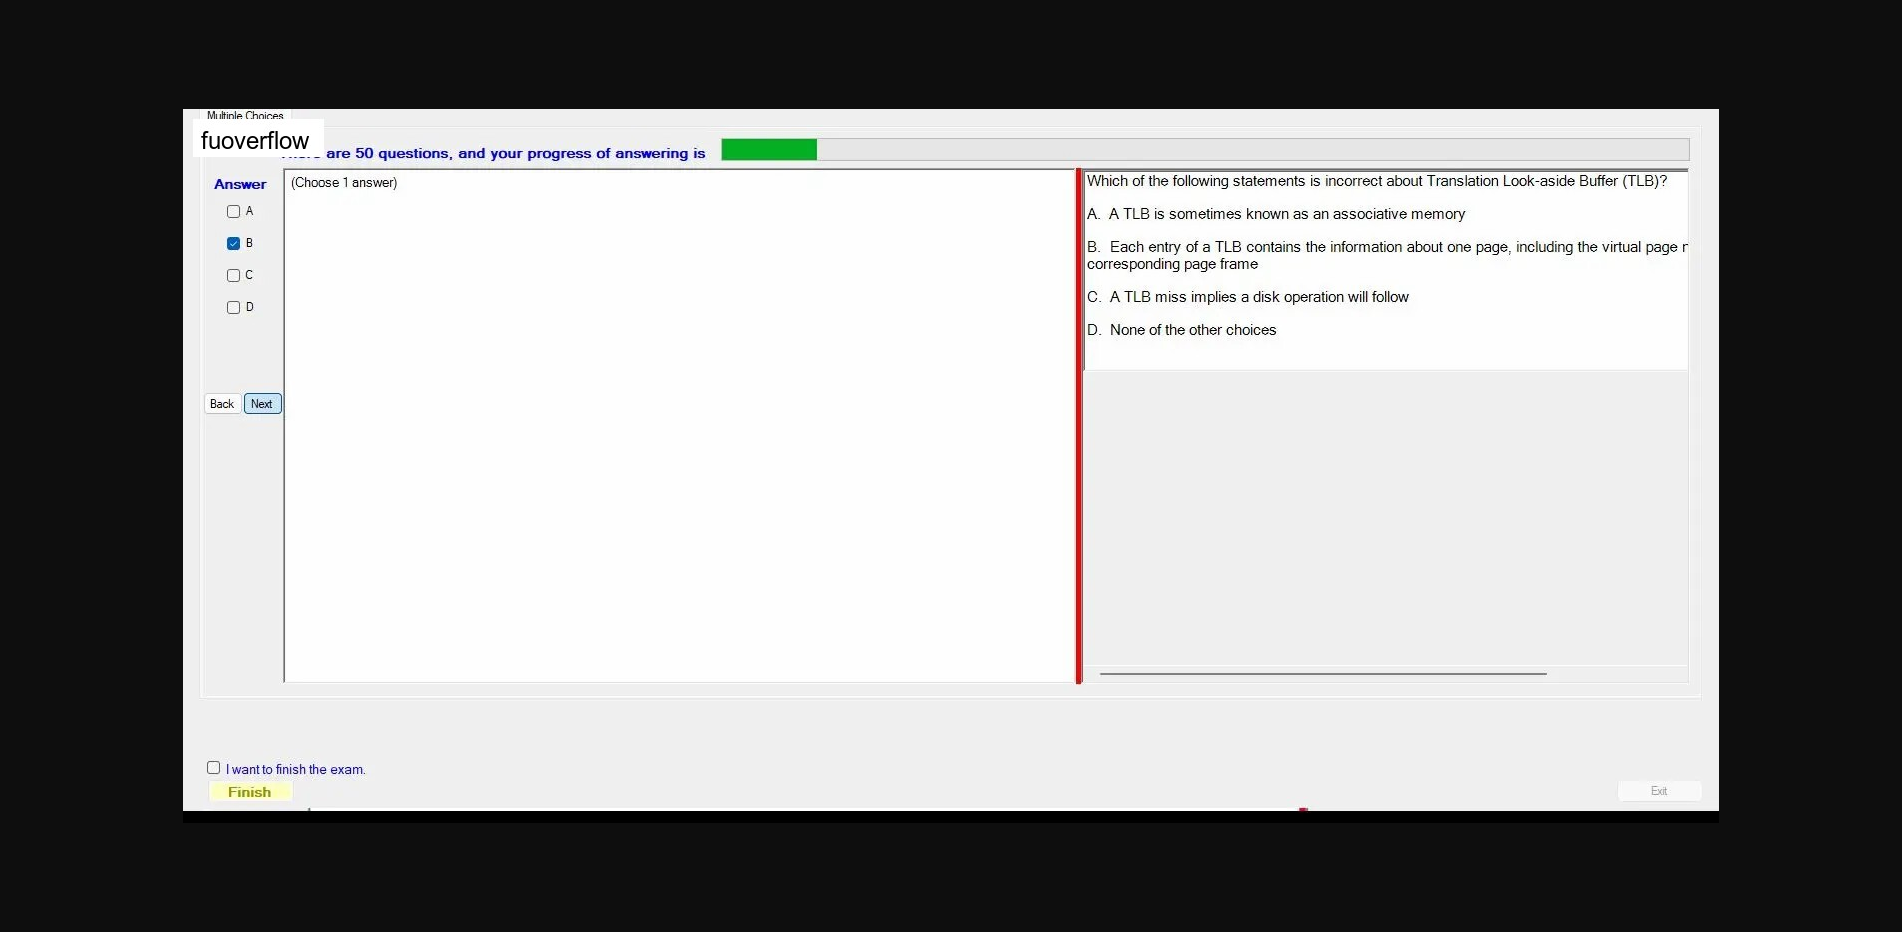 Multiple Choices
fuoverflow
are 50 questions, and your progress of answering is
Answer
(Choose 1 answer)
A
B
C
D
Back Next
Which of the following statements is incorrect about Translation Look-aside Buffer (TLB)?
A. A TLB is sometimes known as an associative memory
B. Each entry of a TLB contains the information about one page, including the virtual page
corresponding page frame
C. A TLB miss implies a disk operation will follow
D. None of the other choices
I want to finish the exam.
Finish
Exit